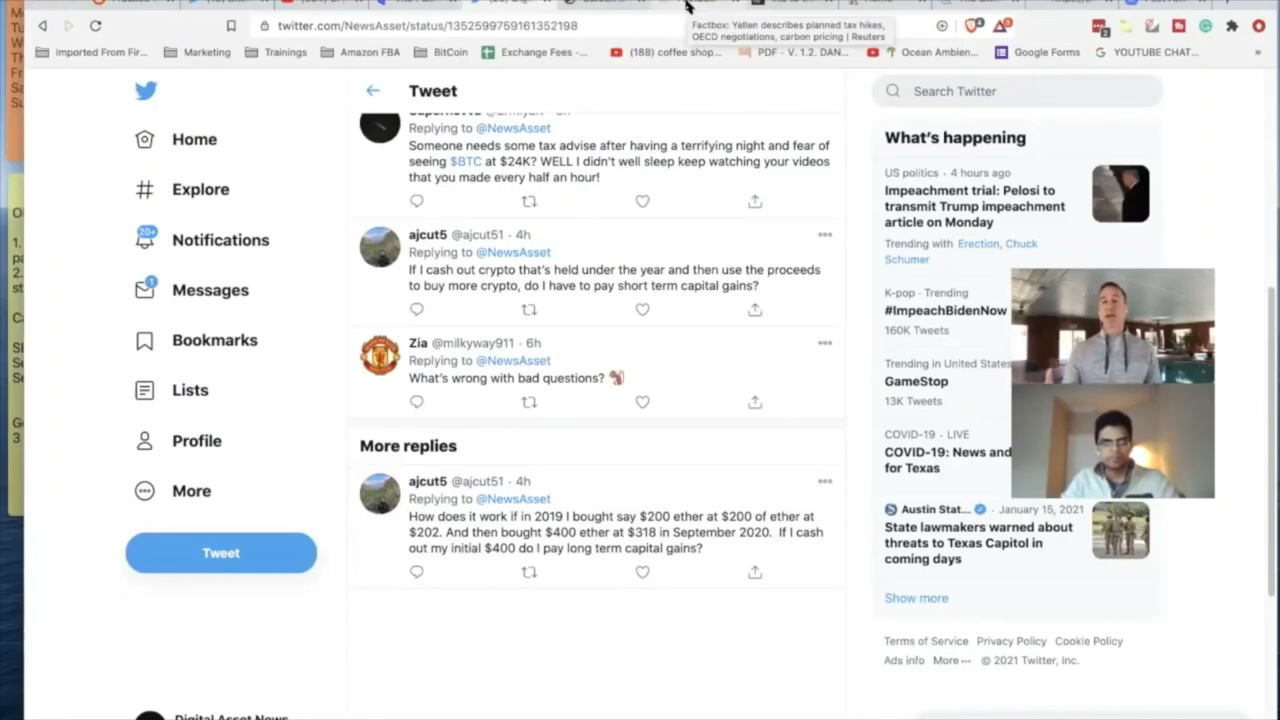 twitter.com/NewsAsset/status/1352599759161352198
Factbox: Yellen describes planned tax hikes,
OECD negotiations, carbon pricing | Reuters
Imported From Fir...
Marketing
Trainings
Amazon FBA
BitCoin
Exchange Fees -...
(188) coffee shop...
PDF - V. 1.2. DAN...
Ocean Ambien...
Google Forms
YOUTUBE CHAT...
»
Home
Explore
20+
Notifications
1
Messages
Bookmarks
Lists
Profile
More
Tweet
Digital Asset News
Tweet
Replying to @NewsAsset
Someone needs some tax advise after having a terrifying night and fear of
seeing $BTC at $24K? WELL I didn't well sleep keep watching your videos
that you made every half an hour!
ajcut5 @ajcut51 · 4h
Replying to @NewsAsset
If I cash out crypto that's held under the year and then use the proceeds
to buy more crypto, do I have to pay short term capital gains?
Zia @milkyway911 · 6h
Replying to @NewsAsset
What's wrong with bad questions?
More replies
ajcut5 @ajcut51 · 4h
Replying to @NewsAsset
How does it work if in 2019 I bought say $200 ether at $200 of ether at
$202. And then bought $400 ether at $318 in September 2020. If I cash
out my initial $400 do I pay long term capital gains?
Search Twitter
What's happening
US politics · 4 hours ago
Impeachment trial: Pelosi to
transmit Trump impeachment
article on Monday
Trending with Erection, Chuck
Schumer
K-pop · Trending
#ImpeachBidenNow
160K Tweets
Trending in United States
GameStop
13K Tweets
COVID-19 · LIVE
COVID-19: News and
for Texas
Austin Stat... · January 15, 2021
State lawmakers warned about
threats to Texas Capitol in
coming days
Show more
Terms of Service Privacy Policy Cookie Policy
Ads info More··· © 2021 Twitter, Inc.